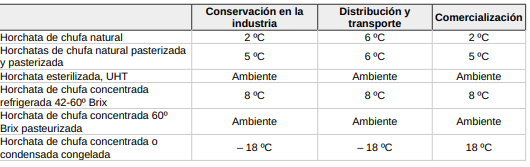 Conservación en la industria Distribución y transporte Comercialización
Horchata de chufa natural 2 ºC 6 ºC 2 ºC
Horchatas de chufa natural pasterizada y pasterizada 5 ºC 6 ºC 5 ºC
Horchata esterilizada, UHT Ambiente Ambiente Ambiente
Horchata de chufa concentrada refrigerada 42-60º Brix 8 ºC 8 ºC 8 ºC
Horchata de chufa concentrada 60º Brix pasteurizada Ambiente Ambiente Ambiente
Horchata de chufa concentrada o condensada congelada – 18 ºC – 18 ºC 18 ºC